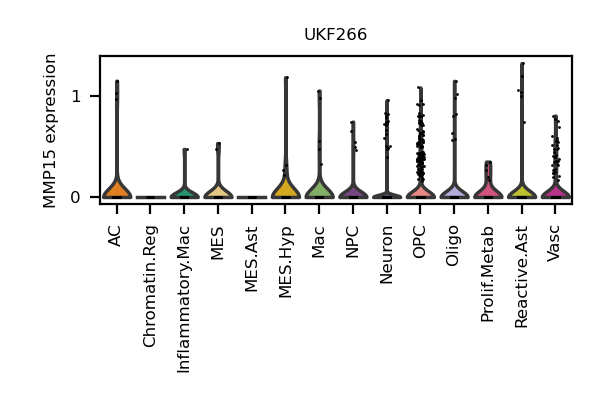 UKF266
MMP15 expression
1
0
AC
Chromatin.Reg
Inflammatory.Mac
MES
MES.Ast
MES.Hyp
Mac
NPC
Neuron
OPC
Oligo
Prolif.Metab
Reactive.Ast
Vasc